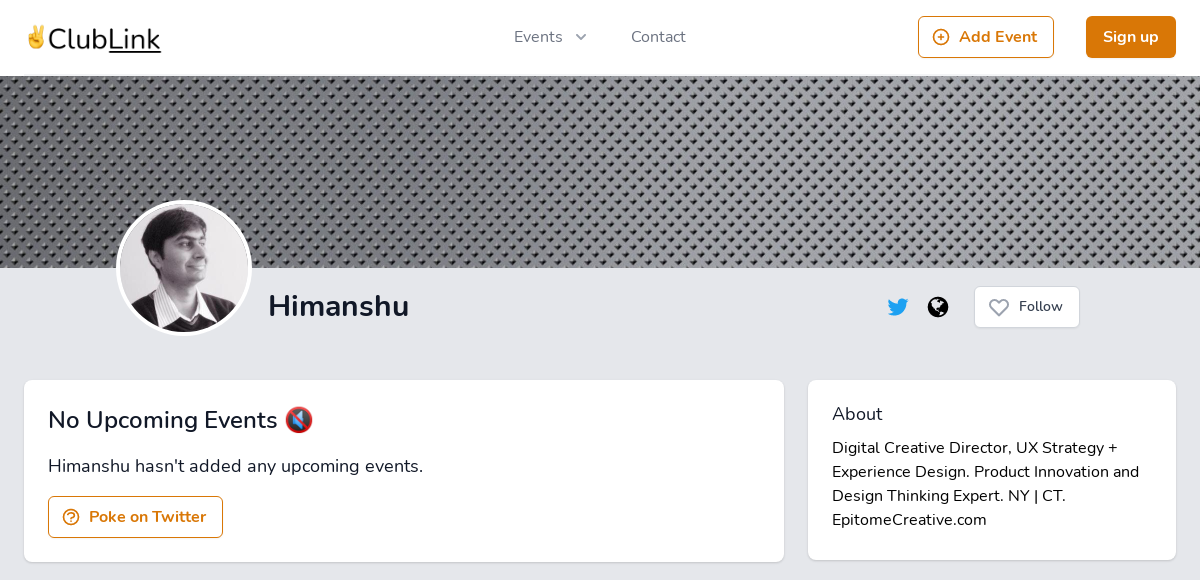 ✌️ClubLink
Events
Contact
Add Event
Sign up
Himanshu
Follow
No Upcoming Events 🔇
Himanshu hasn't added any upcoming events.
Poke on Twitter
About
Digital Creative Director, UX Strategy +
Experience Design. Product Innovation and
Design Thinking Expert. NY | CT.
EpitomeCreative.com